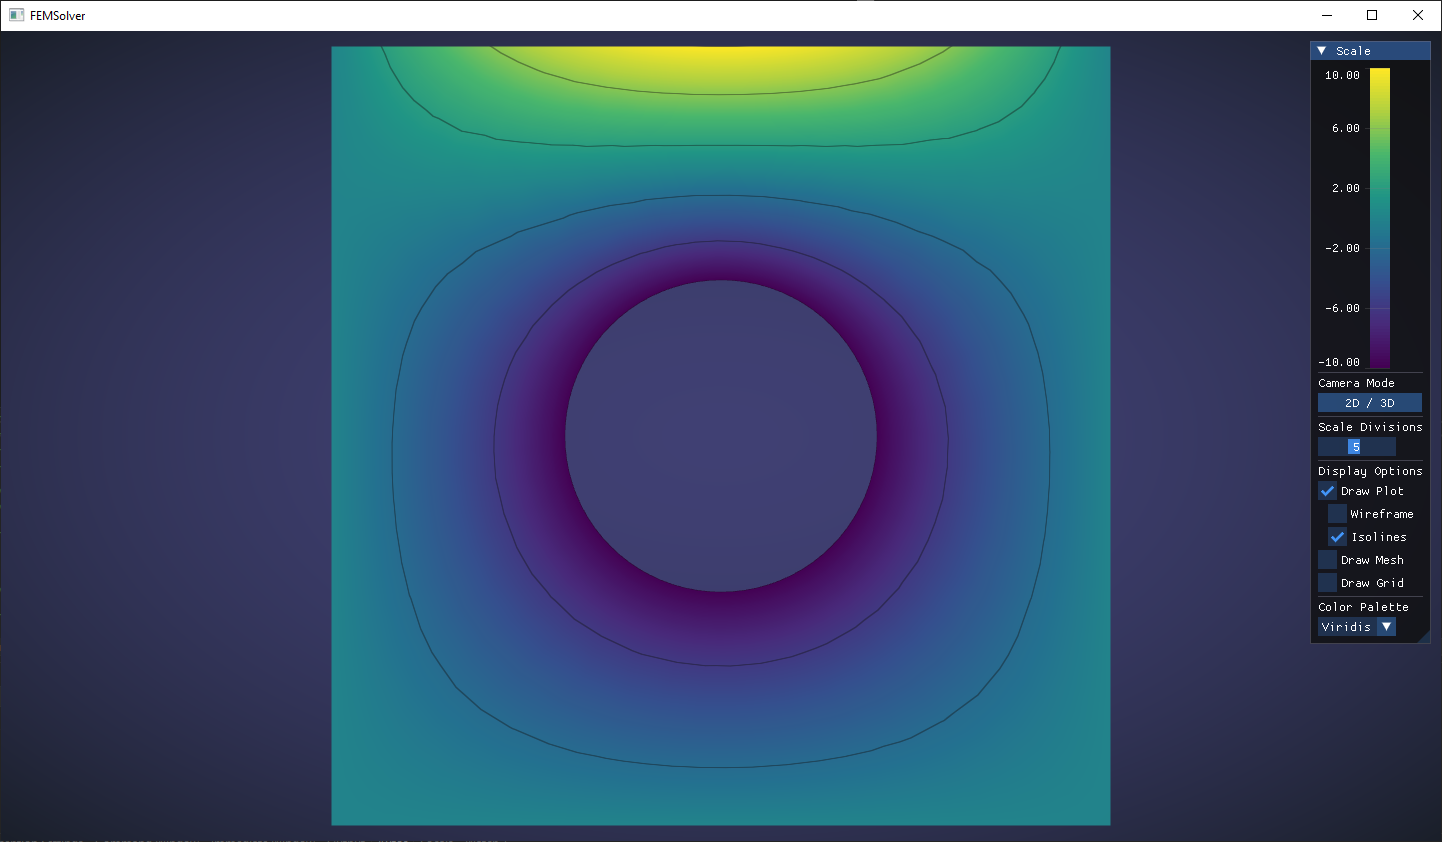 FEMSolver
Scale
10.00
6.00
2.00
-2.00
-6.00
-10.00
Camera Mode
2D / 3D
Scale Divisions
5
Display Options
Draw Plot
Wireframe
Isolines
Draw Mesh
Draw Grid
Color Palette
Viridis